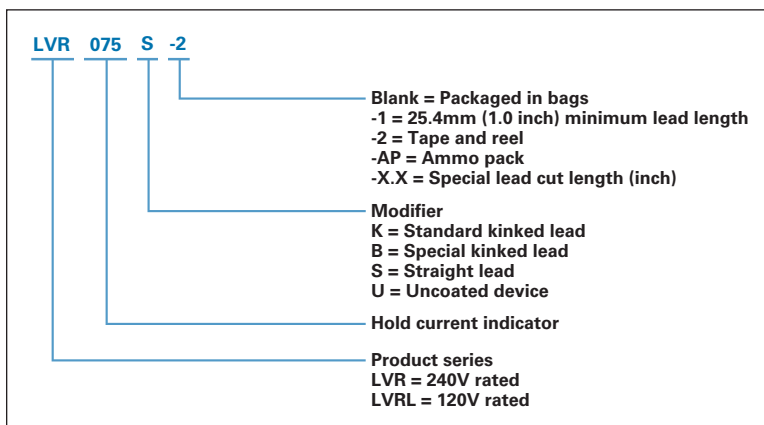 LVR 075 S -2
Blank = Packaged in bags
-1 = 25.4mm (1.0 inch) minimum lead length
-2 = Tape and reel
-AP = Ammo pack
-X.X = Special lead cut length (inch)
Modifier
K = Standard kinked lead
B = Special kinked lead
S = Straight lead
U = Uncoated device
Hold current indicator
Product series
LVR = 240V rated
LVRL = 120V rated